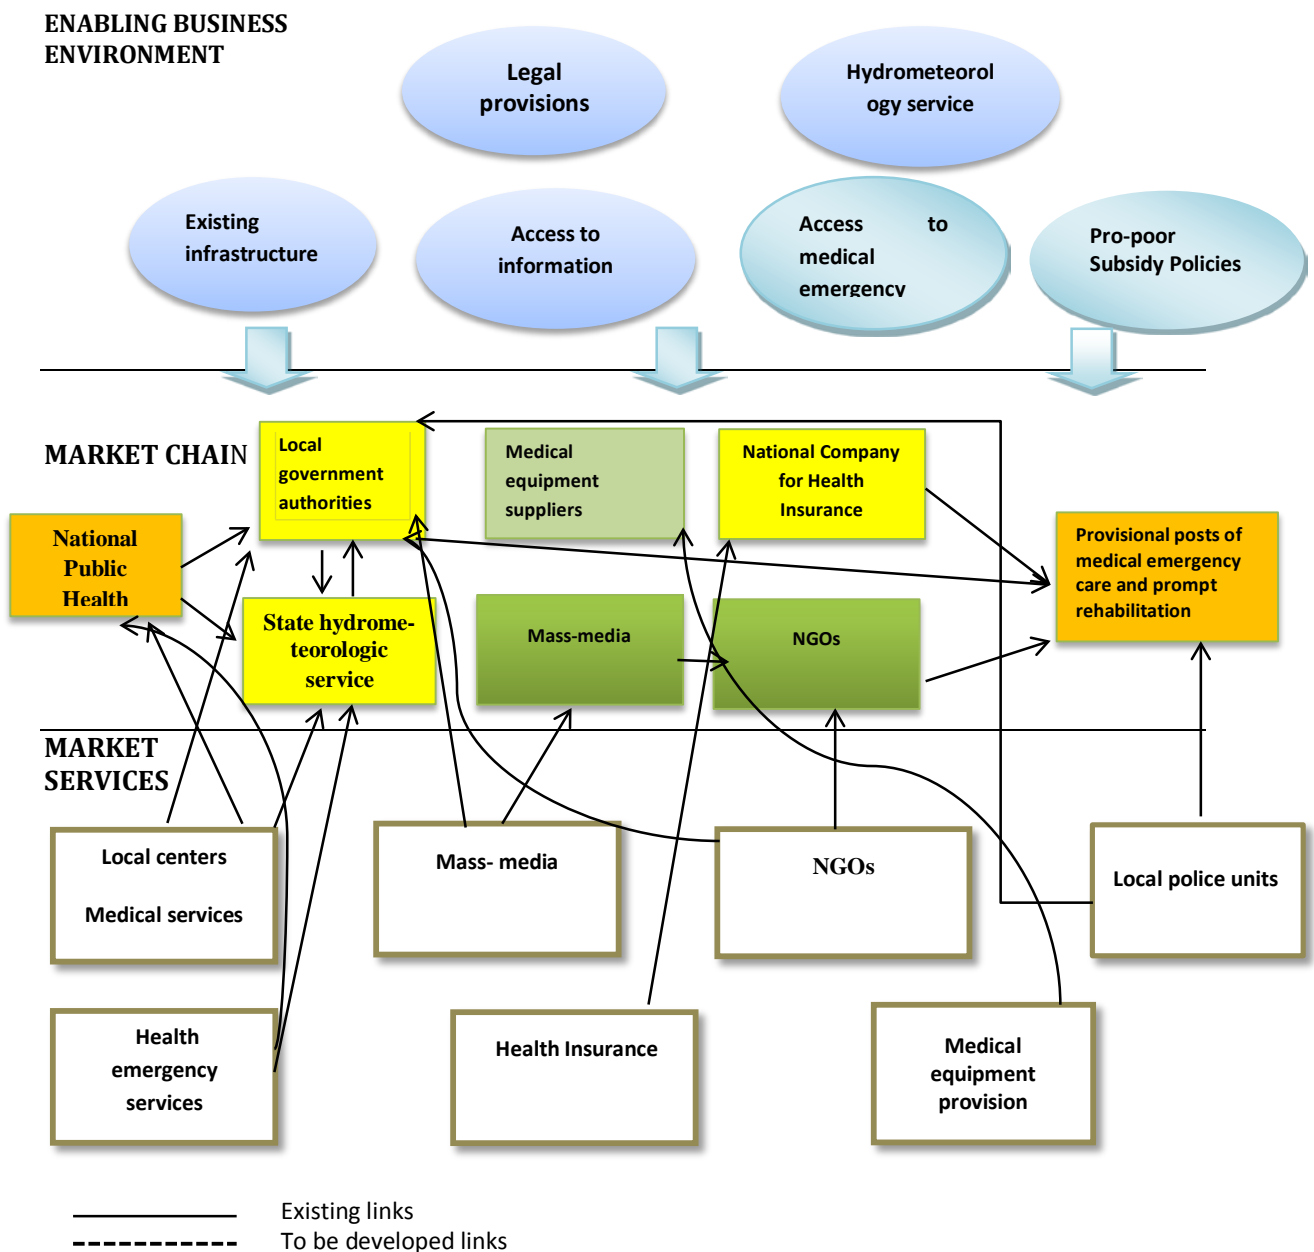 ENABLING BUSINESS
ENVIRONMENT
Legal
provisions
Hydrometeorol
ogy service
Existing
infrastructure
Access to
information
Access to
medical
emergency
Pro-poor
Subsidy Policies
MARKET CHAIN
Local
government
authorities
Medical
equipment
suppliers
National Company
for Health
Insurance
National
Public
Health
Provisional posts of
medical emergency
care and prompt
rehabilitation
State hydrome-
teorologic
service
Mass-media
NGOs
MARKET
SERVICES
Local centers
Medical services
Mass- media
NGOs
Local police units
Health
emergency
services
Health Insurance
Medical
equipment
provision
Existing links
To be developed links